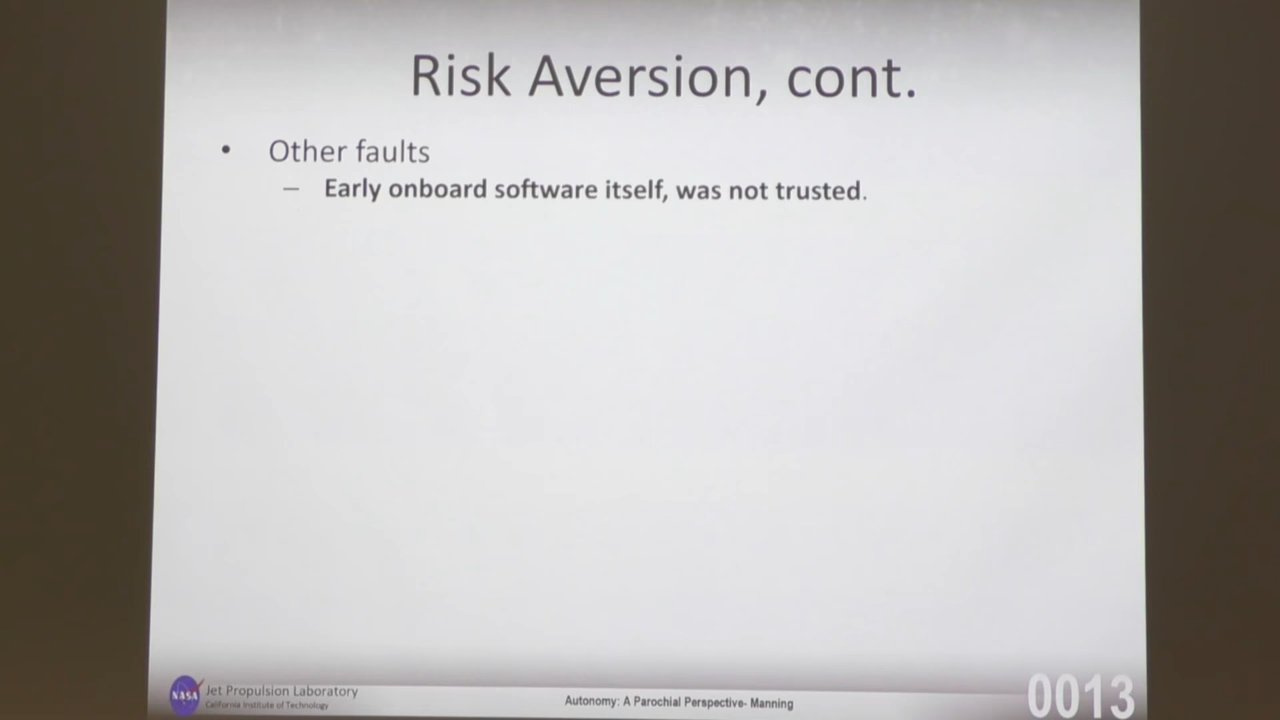 Risk Aversion, cont.
• Other faults
– Early onboard software itself, was not trusted.
NASA
Jet Propulsion Laboratory
California Institute of Technology
Autonomy: A Parochial Perspective- Manning
0013